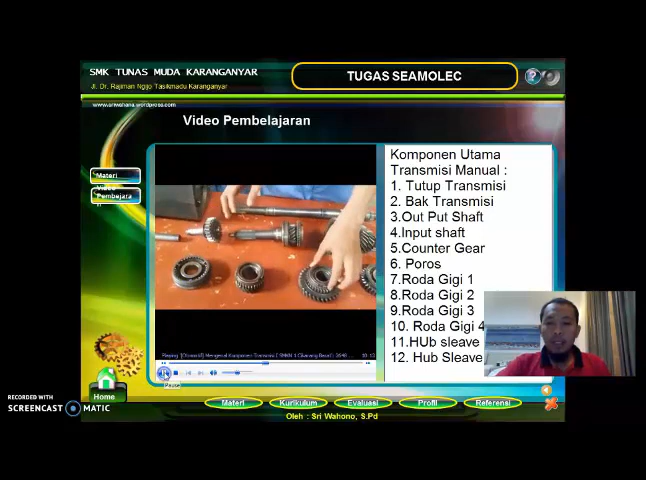 SMK TUNAS MUDA KARANGANYAR
Jl. Dr. Rajiman Ngijo Tasikmadu Karanganyar
TUGAS SEAMOLEC
?
Video Pembelajaran
Materi
Video
Pembejara
n
Komponen Utama
Transmisi Manual :
1. Tutup Transmisi
2. Bak Transmisi
3.Out Put Shaft
4.Input shaft
5.Counter Gear
6. Poros
7.Roda Gigi 1
8.Roda Gigi 2
9.Roda Gigi 3
10. Roda Gigi 4
11.HUb sleave
12. Hub Sleave
Home
Materi
Kurikulum
Evaluasi
Profil
Referensi
Oleh : Sri Wahono, S.Pd
RECORDED WITH
SCREENCAST MATIC